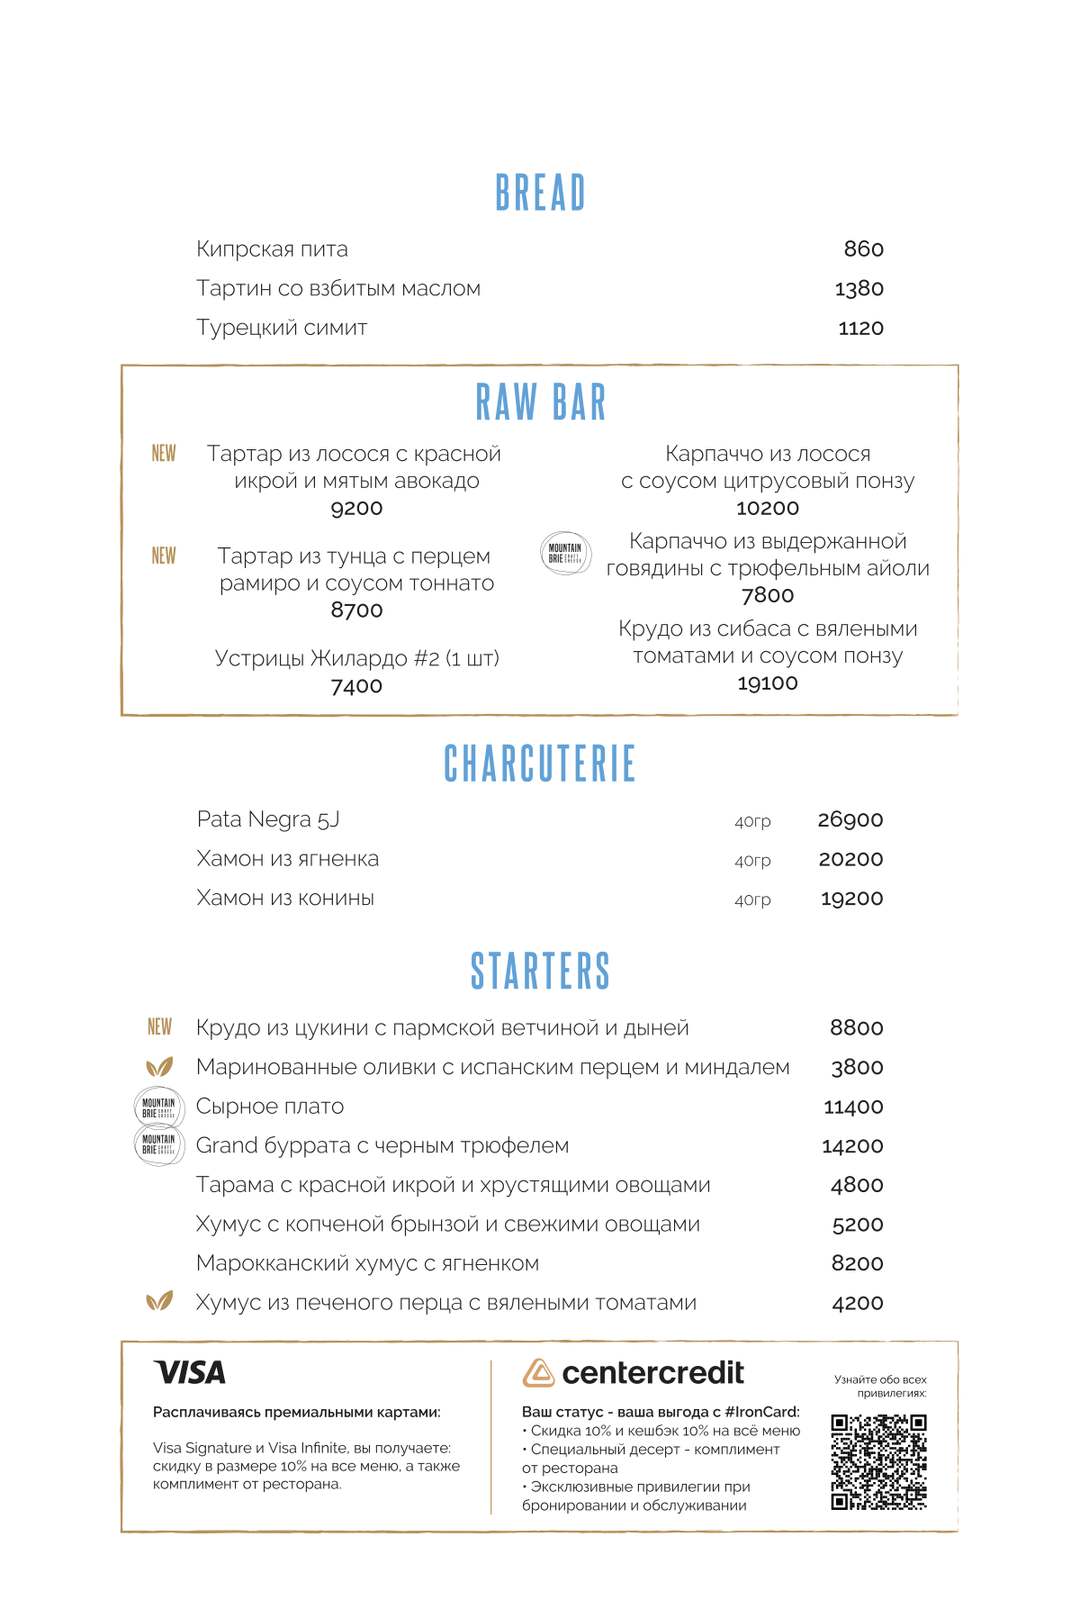 BREAD
Кипрская пита 860
Тартин со взбитым маслом 1380
Турецкий симит 1120
RAW BAR
NEW Тартар из лосося с красной
икрой и мятым авокадо
9200
NEW Тартар из тунца с перцем
рамиро и соусом тоннато
8700
Устрицы Жилардо #2 (1 шт)
7400
Карпаччо из лосося
с соусом цитрусовый понзу
10200
MOUNTAIN
BRIE CRAFT CHEESE
Карпаччо из выдержанной
говядины с трюфельным айоли
7800
Крудо из сибаса с вялеными
томатами и соусом понзу
19100
CHARCUTERIE
Pata Negra 5J 40гр 26900
Хамон из ягненка 40гр 20200
Хамон из конины 40гр 19200
STARTERS
NEW Крудо из цукини с пармской ветчиной и дыней 8800
Маринованные оливки с испанским перцем и миндалем 3800
MOUNTAIN
BRIE CRAFT CHEESE
Сырное плато 11400
MOUNTAIN
BRIE CRAFT CHEESE
Grand буррата с черным трюфелем 14200
Тарама с красной икрой и хрустящими овощами 4800
Хумус с копченой брынзой и свежими овощами 5200
Марокканский хумус с ягненком 8200
Хумус из печеного перца с вялеными томатами 4200
VISA
Расплачиваясь премиальными картами:
Visa Signature и Visa Infinite, вы получаете:
скидку в размере 10% на все меню, а также
комплимент от ресторана.
centercredit
Ваш статус - ваша выгода с #IronCard:
• Скидка 10% и кешбэк 10% на всё меню
• Специальный десерт - комплимент
от ресторана
• Эксклюзивные привилегии при
бронировании и обслуживании
Узнайте обо всех
привилегиях: